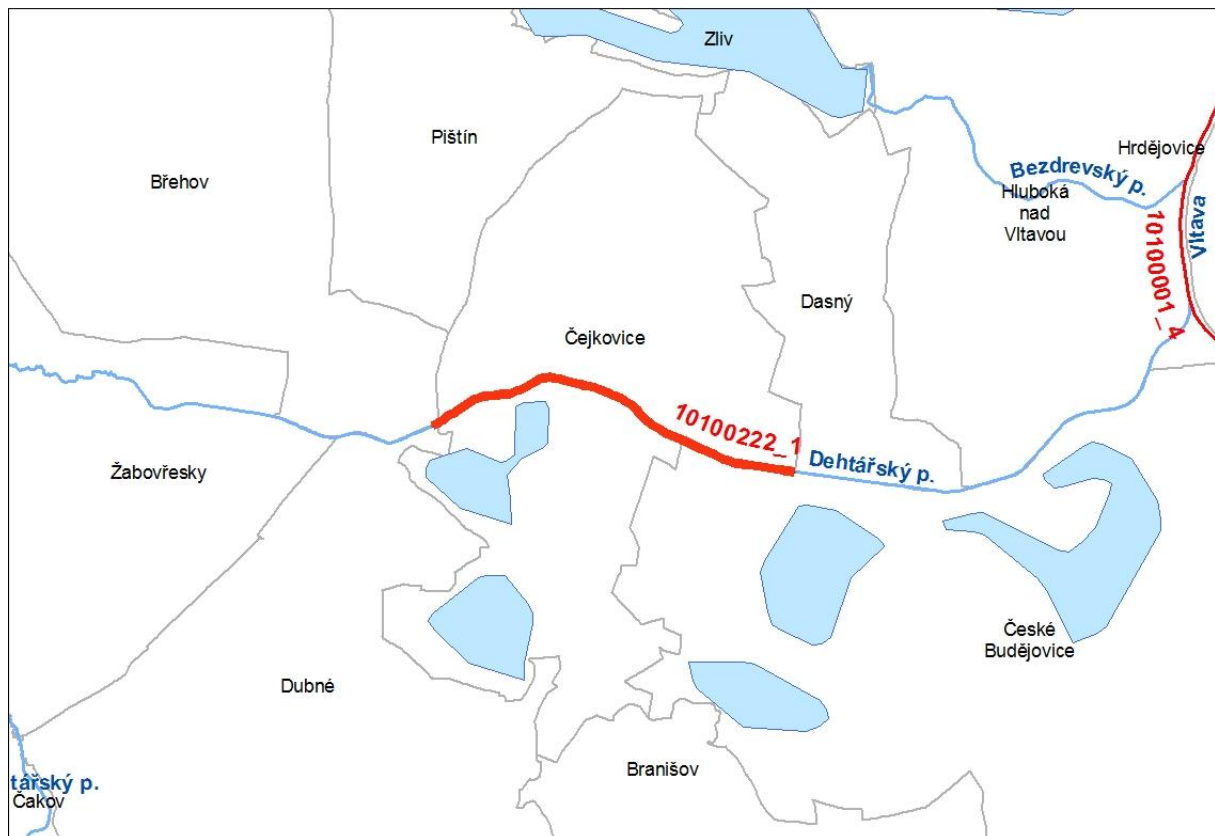 Zliv
Pištín
Hrdějovice
Břehov
Bezdrevský p.
Hluboká
nad
Vltavou
Vltava
10100001_4
Dasný
Čejkovice
10100222_1
Dehtářský p.
Žabovřesky
České
Budějovice
Dubné
Branišov
tářský p.
Čakov